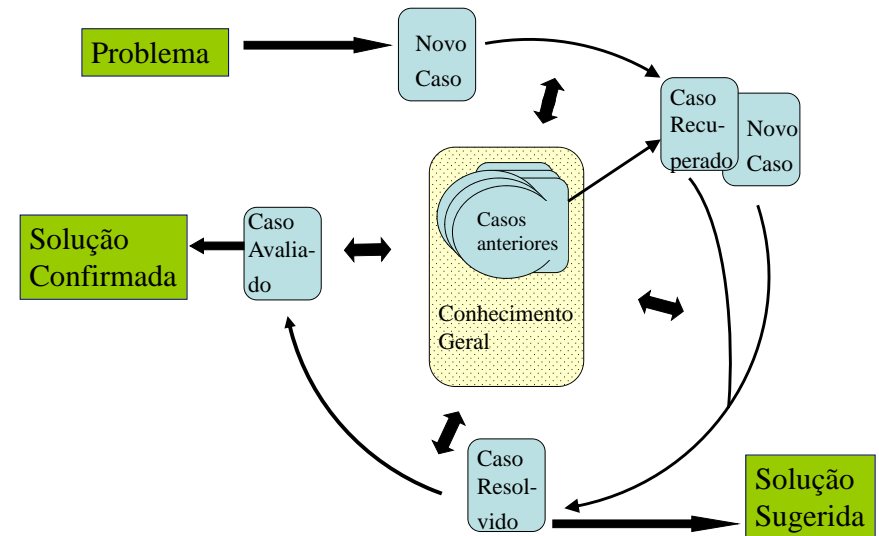 Problema
Novo
Caso
Caso
Recu-
perado
Novo
Caso
Casos
anteriores
Conhecimento
Geral
Caso
Avalia-
do
Solução
Confirmada
Caso
Resol-
vido
Solução
Sugerida